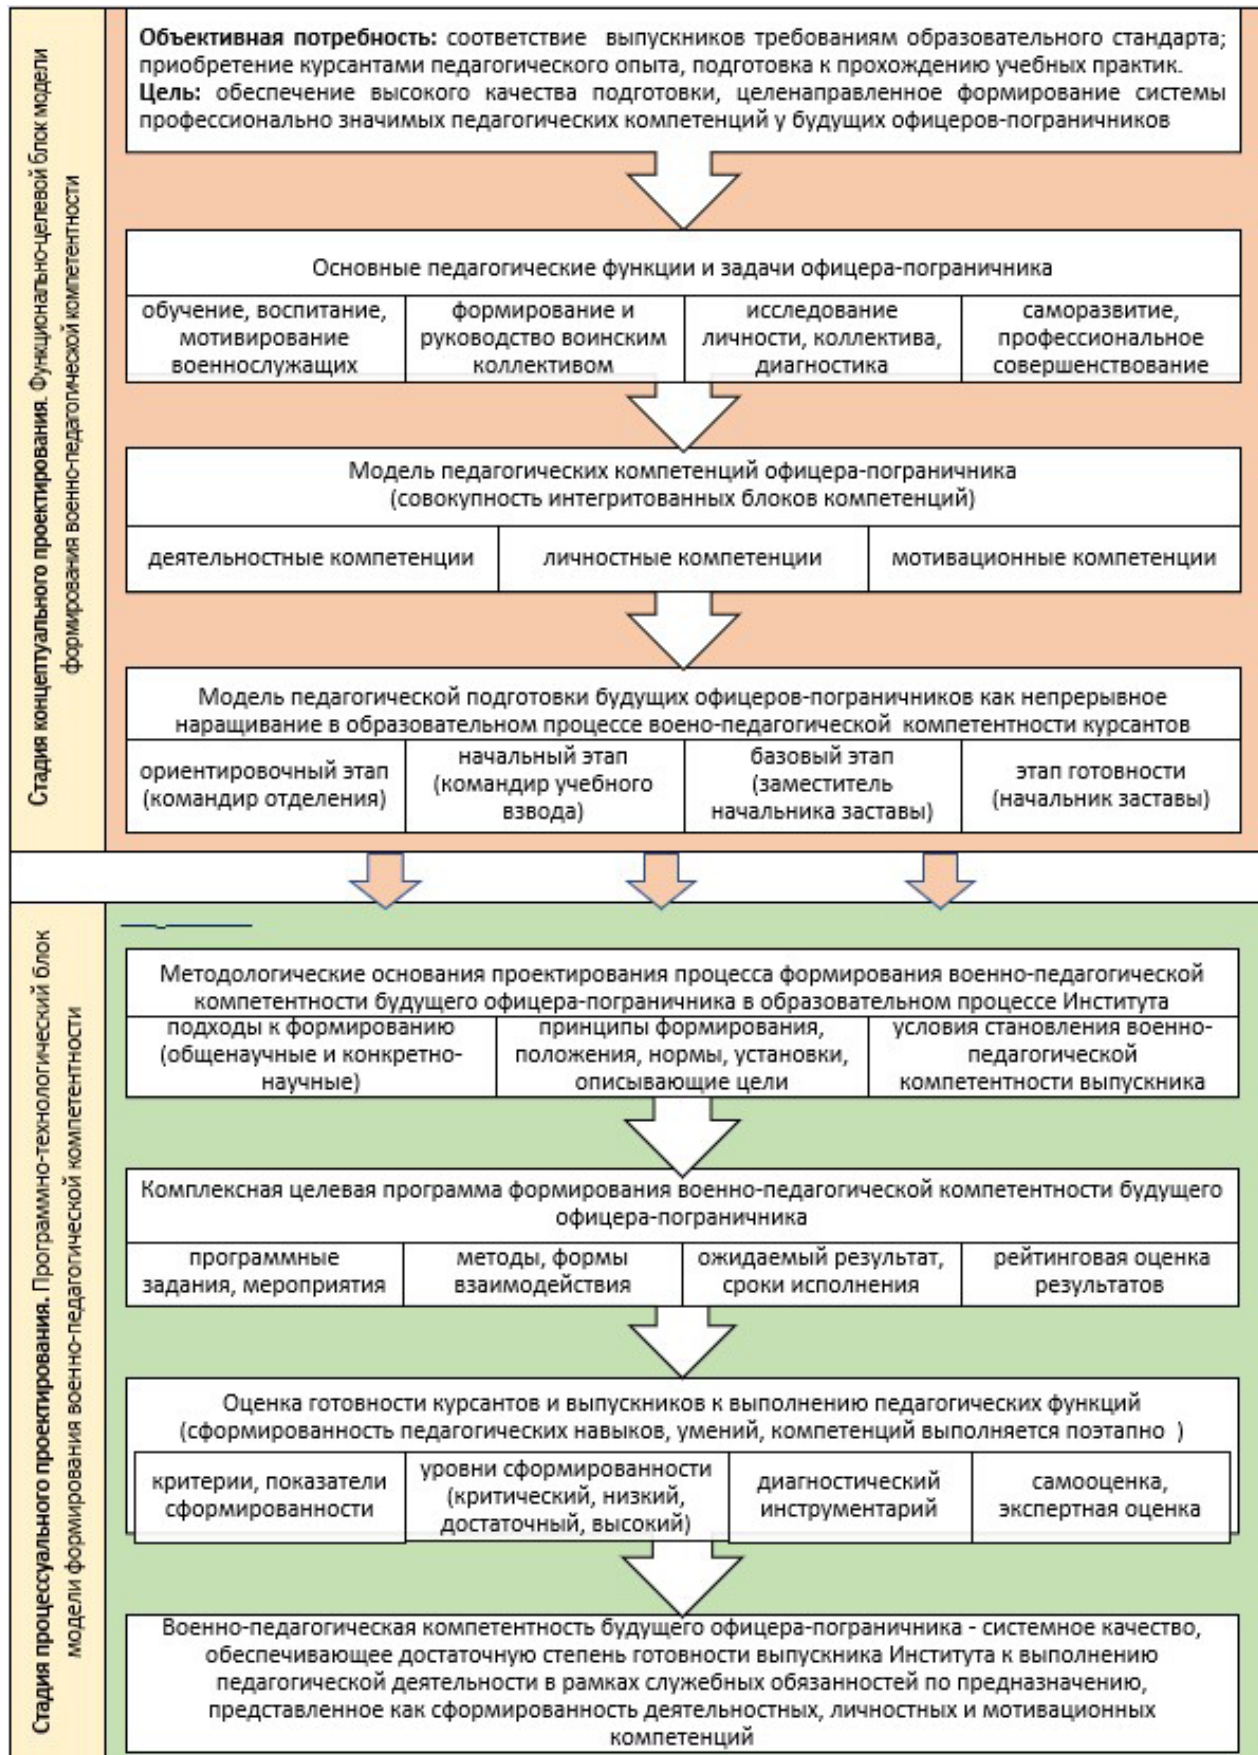 Стадия концептуального проектирования. Функционально-целевой блок модели
формирования военно-педагогической компетентности
Объективная потребность: соответствие выпускников требованиям образовательного стандарта;
приобретение курсантами педагогического опыта, подготовка к прохождению учебных практик.
Цель: обеспечение высокого качества подготовки, целенаправленное формирование системы
профессионально значимых педагогических компетенций у будущих офицеров-пограничников
Основные педагогические функции и задачи офицера-пограничника
обучение, воспитание,
мотивирование
военнослужащих
формирование и
руководство воинским
коллективом
исследование
личности, коллектива,
диагностика
саморазвитие,
профессиональное
совершенствование
Модель педагогических компетенций офицера-пограничника
(совокупность интегритованных блоков компетенций)
деятельностные компетенции
личностные компетенции
мотивационные компетенции
Модель педагогической подготовки будущих офицеров-пограничников как непрерывное
наращивание в образовательном процессе военo-педагогической компетентности курсантов
ориентировочный этап
(командир отделения)
начальный этап
(командир учебного
взвода)
базовый этап
(заместитель
начальника заставы)
этап готовности
(начальник заставы)
Стадия процессуального проектирования. Программно-технологический блок
модели формирования военно-педагогической компетентности
Методологические основания проектирования процесса формирования военно-педагогической
компетентности будущего офицера-пограничника в образовательном процессе Института
подходы к формированию
(общенаучные и конкретно-
научные)
принципы формирования,
положения, нормы, установки,
описывающие цели
условия становления военно-
педагогической
компетентности выпускника
Комплексная целевая программа формирования военно-педагогической компетентности будущего
офицера-пограничника
программные
задания, мероприятия
методы, формы
взаимодействия
ожидаемый результат,
сроки исполнения
рейтинговая оценка
результатов
Оценка готовности курсантов и выпускников к выполнению педагогических функций
(сформированность педагогических навыков, умений, компетенций выполняется поэтапно )
критерии, показатели
сформированности
уровни сформированности
(критический, низкий,
достаточный, высокий)
диагностический
инструментарий
самооценка,
экспертная оценка
Военно-педагогическая компетентность будущего офицера-пограничника - системное качество,
обеспечивающее достаточную степень готовности выпускника Института к выполнению
педагогической деятельности в рамках служебных обязанностей по предназначению,
представленное как сформированность деятельностных, личностных и мотивационных
компетенций